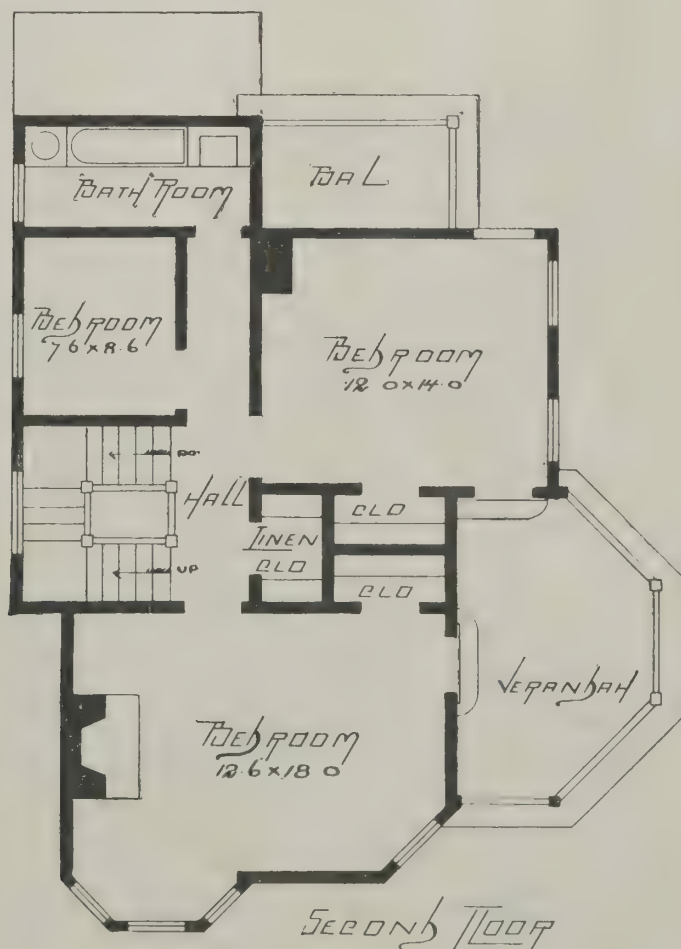 BATH ROOM
BAL
BEDROOM
7 6 x 8.6
BEDROOM
12 0 x 14 0
DO.
HALL
LINEN
CLO
CLO
CLO
UP
VERANDAH
BEDROOM
12.6 x 18 0
SECOND FLOOR